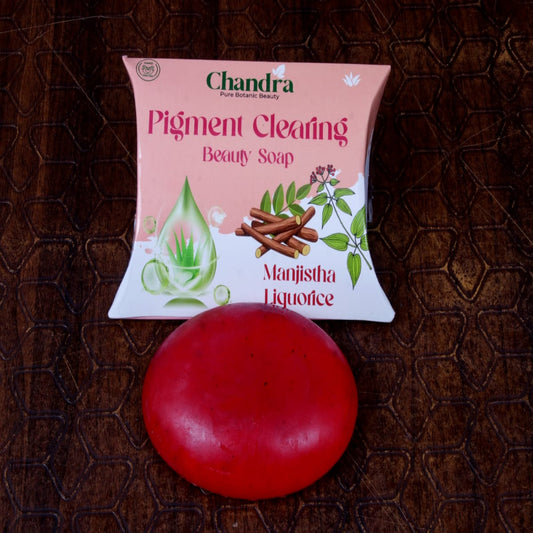 Chandra
Pure Botanic Beauty
Pigment Clearing
Beauty Soap
Manjistha
Liquorice